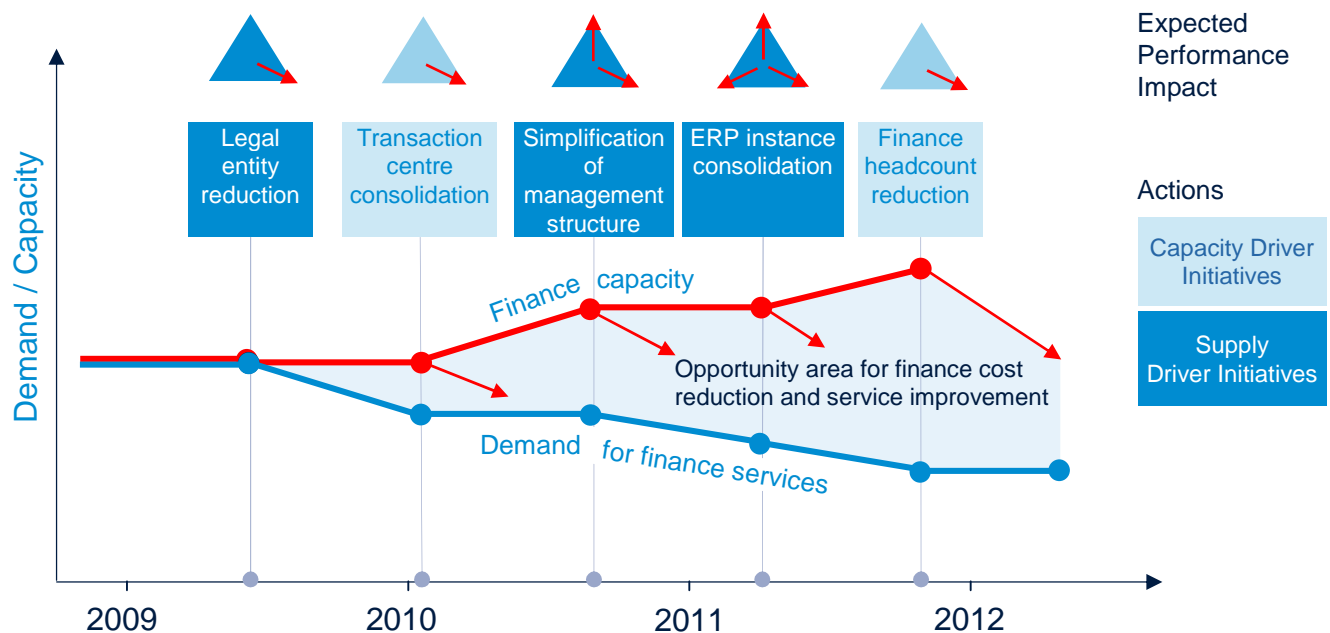 Expected
Performance
Impact
Legal
entity
reduction
Transaction
centre
consolidation
Simplification
of
management
structure
ERP instance
consolidation
Finance
headcount
reduction
Actions
Capacity Driver
Initiatives
Supply
Driver Initiatives
Demand / Capacity
Finance capacity
Opportunity area for finance cost
reduction and service improvement
Demand for finance services
2009
2010
2011
2012